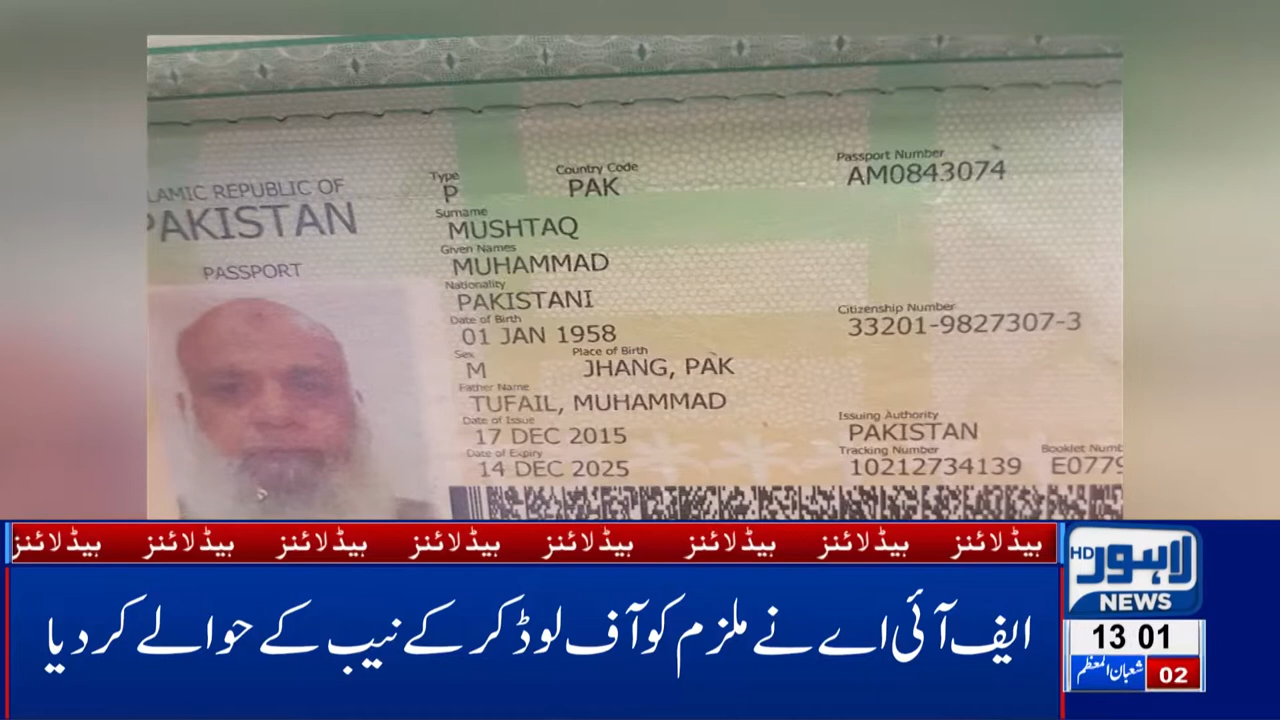 Type
P
Country Code
PAK
Passport Number
AM0843074
LAMIC REPUBLIC OF
PAKISTAN
PASSPORT
Surname
MUSHTAQ
Given Names
MUHAMMAD
Nationality
PAKISTANI
Date of Birth
01 JAN 1958
Citizenship Number
33201-9827307-3
Sex
M
Place of Birth
JHANG, PAK
Father Name
TUFAIL, MUHAMMAD
Date of Issue
17 DEC 2015
Issuing Authority
PAKISTAN
Date of Expiry
14 DEC 2025
Tracking Number
10212734139
Booklet Numb
E0779
ہیڈلائنز ہیڈلائنز ہیڈلائنز ہیڈلائنز ہیڈلائنز ہیڈلائنز ہیڈلائنز ہیڈلائنز
ایف آئی اے نے ملزم کو آف لوڈ کر کے نیب کے حوالے کر دیا
HD لاہور
NEWS
13 01
شعبان المعظم 02